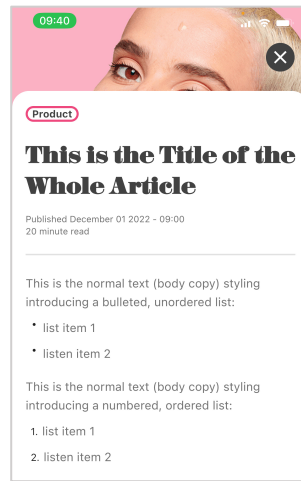 09:40
Product
This is the Title of the
Whole Article
Published December 01 2022 - 09:00
20 minute read
This is the normal text (body copy) styling
introducing a bulleted, unordered list:
• list item 1
• listen item 2
This is the normal text (body copy) styling
introducing a numbered, ordered list:
1. list item 1
2. listen item 2